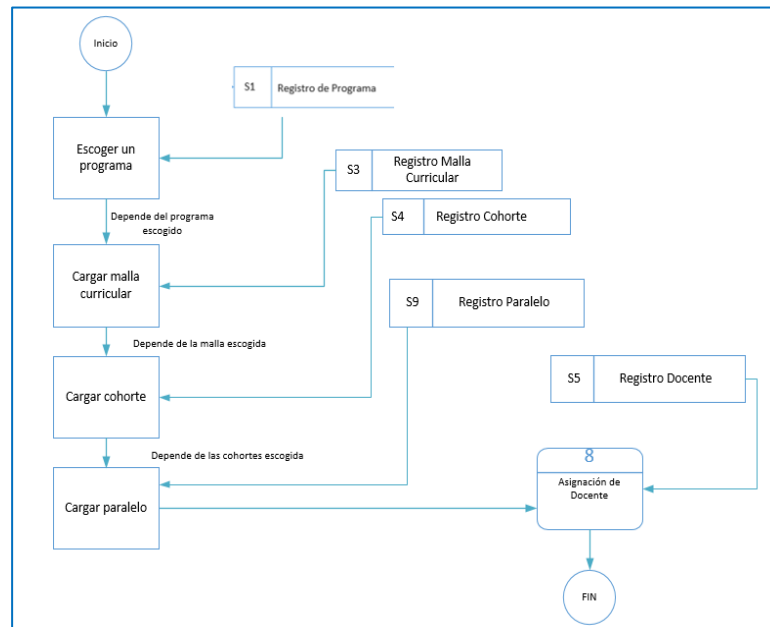 Inicio
S1
Registro de Programa
Escoger un
programa
S3
Registro Malla
Curricular
Depende del programa
escogido
S4
Registro Cohorte
Cargar malla
curricular
S9
Registro Paralelo
Depende de la malla escogida
Cargar cohorte
S5
Registro Docente
Depende de las cohortes escogida
8
Asignación de
Docente
Cargar paralelo
FIN